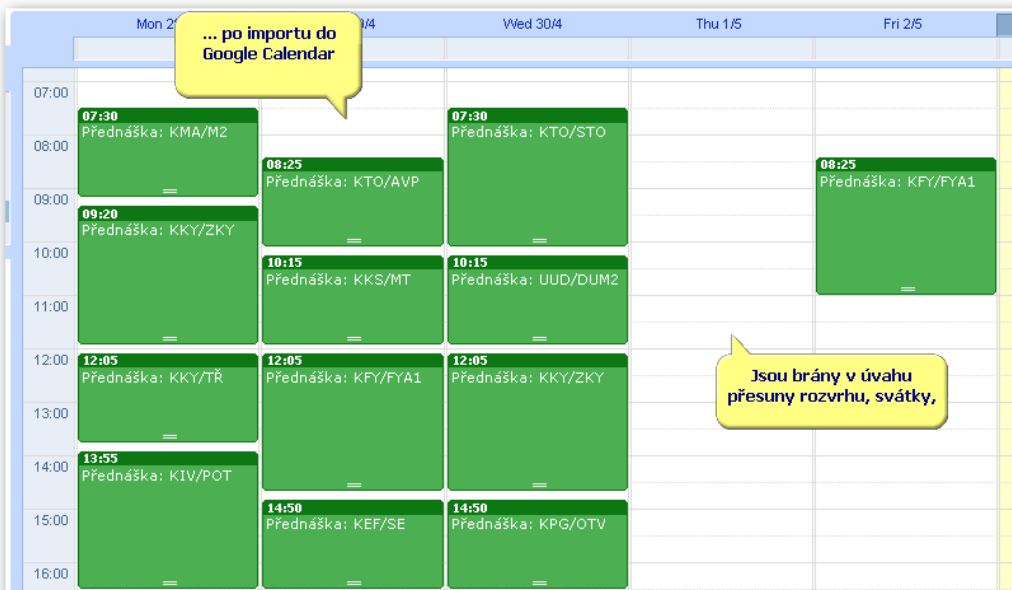 Mon 2
/4
Wed 30/4
Thu 1/5
Fri 2/5
... po importu do
Google Calendar
07:00
08:00
09:00
10:00
11:00
12:00
13:00
14:00
15:00
16:00
07:30
Přednáška: KMA/M2
09:20
Přednáška: KKY/ZKY
12:05
Přednáška: KKY/TŘ
13:55
Přednáška: KIV/POT
08:25
Přednáška: KTO/AVP
10:15
Přednáška: KKS/MT
12:05
Přednáška: KFY/FYA1
14:50
Přednáška: KEF/SE
07:30
Přednáška: KTO/STO
10:15
Přednáška: UUD/DUM2
12:05
Přednáška: KKY/ZKY
14:50
Přednáška: KPG/OTV
Jsou brány v úvahu
přesuny rozvrhu, svátky,
08:25
Přednáška: KFY/FYA1